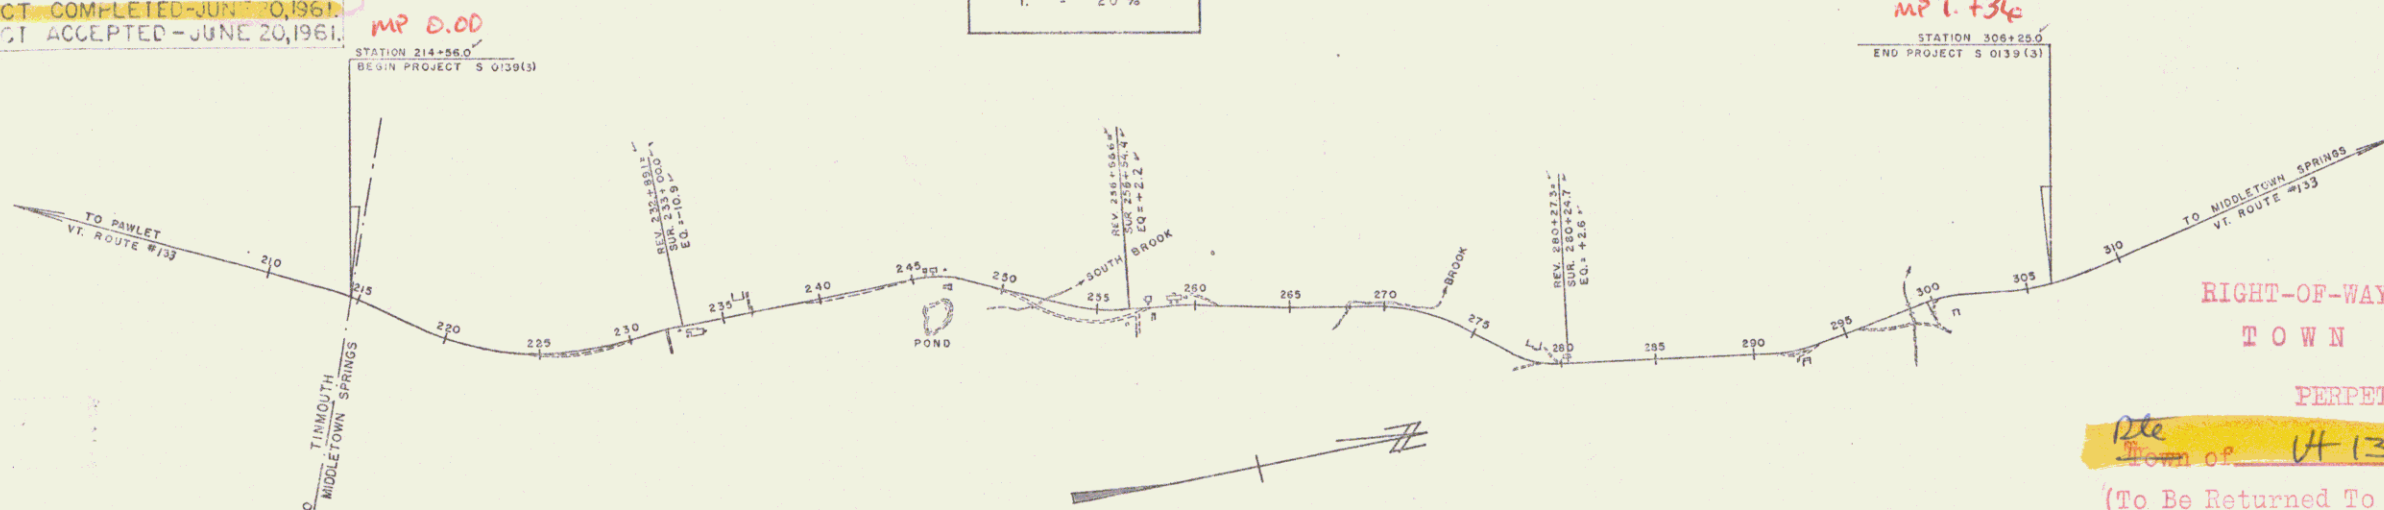 CT COMPLETED-JUNE 20,1961.
CT ACCEPTED-JUNE 20,1961.
MP 0.00
STATION 214+56.0
BEGIN PROJECT S 0139(3)
1. - 20%
MP 1.+34
STATION 306+25.0
END PROJECT S 0139(3)
TO PAWLET
VT. ROUTE #133
TINMOUTH
MIDDLETOWN SPRINGS
REV. 232+89.1=
SUR. 233+00.0
EQ.=-10.9
REV. 256+56.6=
SUR. 256+54.4
EQ=+2.2
SOUTH BROOK
BROOK
REV. 280+27.3=
SUR. 280+24.7
EQ.=+2.6
POND
210
215
220
225
230
235
240
245
250
255
260
265
270
275
280
285
290
295
300
305
310
TO MIDDLETOWN SPRINGS
VT. ROUTE #133
RIGHT-OF-WAY
TOWN
PERPET
Rte
Town of VT 13
(To Be Returned To